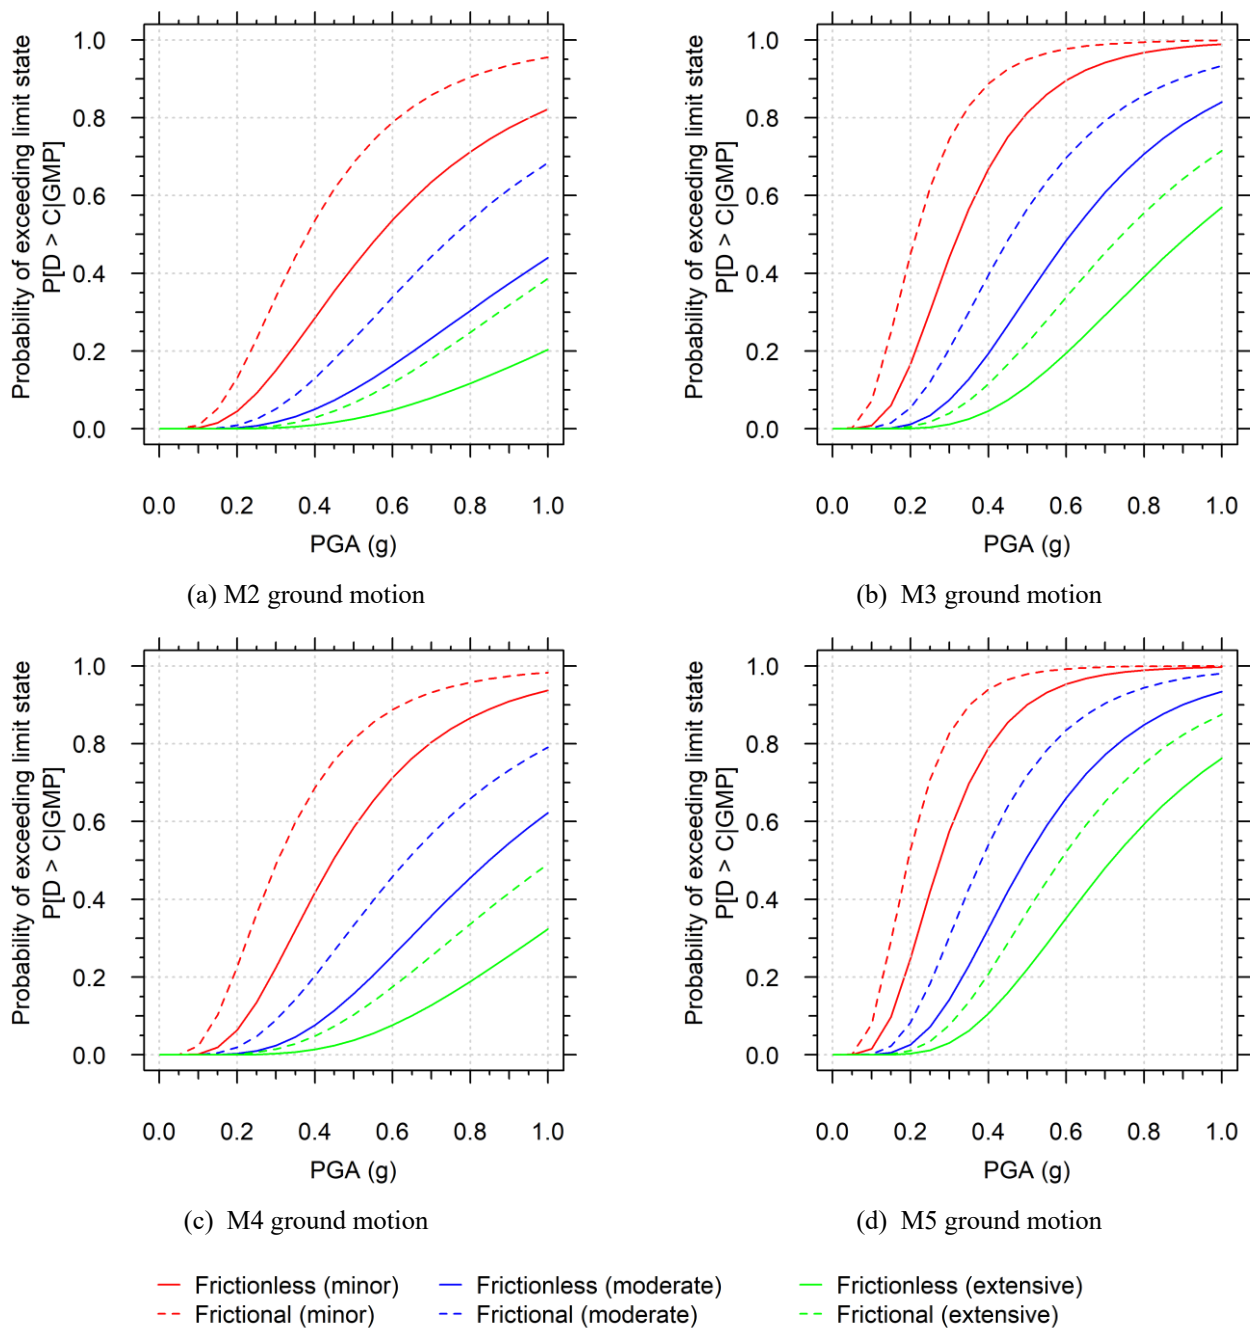 Probability of exceeding limit state
P[D > C|GMP]
1.0
0.8
0.6
0.4
0.2
0.0
0.0 0.2 0.4 0.6 0.8 1.0
PGA (g)
(a) M2 ground motion
Probability of exceeding limit state
P[D > C|GMP]
1.0
0.8
0.6
0.4
0.2
0.0
0.0 0.2 0.4 0.6 0.8 1.0
PGA (g)
(b) M3 ground motion
Probability of exceeding limit state
P[D > C|GMP]
1.0
0.8
0.6
0.4
0.2
0.0
0.0 0.2 0.4 0.6 0.8 1.0
PGA (g)
(c) M4 ground motion
Probability of exceeding limit state
P[D > C|GMP]
1.0
0.8
0.6
0.4
0.2
0.0
0.0 0.2 0.4 0.6 0.8 1.0
PGA (g)
(d) M5 ground motion
Frictionless (minor) Frictionless (moderate) Frictionless (extensive)
Frictional (minor) Frictional (moderate) Frictional (extensive)